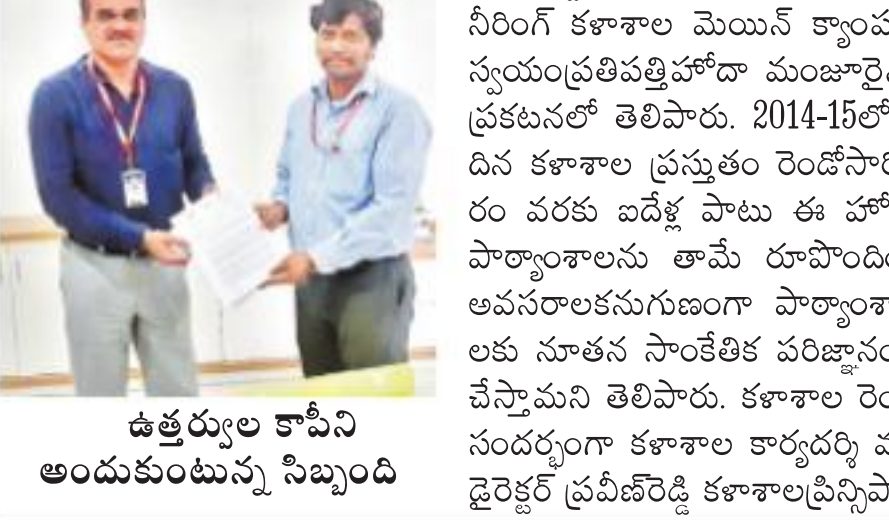 నీరింగ్ కళాశాల మెయిన్ క్యాంప
స్వయంప్రతిపత్తిహోదా మంజూరై
ప్రకటనలో తెలిపారు. 2014-15లో
దిన కళాశాల ప్రస్తుతం రెండోసారి
రం వరకు ఐదేళ్ల పాటు ఈ హో
పాఠ్యాంశాలను తామే రూపొందిం
అవసరాలకనుగుణంగా పాఠ్యాంశా
లకు నూతన సాంకేతిక పరిజ్ఞానం
చేస్తామని తెలిపారు. కళాశాల రెం
సందర్భంగా కళాశాల కార్యదర్శి
డైరెక్టర్ ప్రవీణ్‌రెడ్డి కళాశాలప్రిన్సిపా
ఉత్తర్వుల కాపీని
అందుకుంటున్న సిబ్బంది